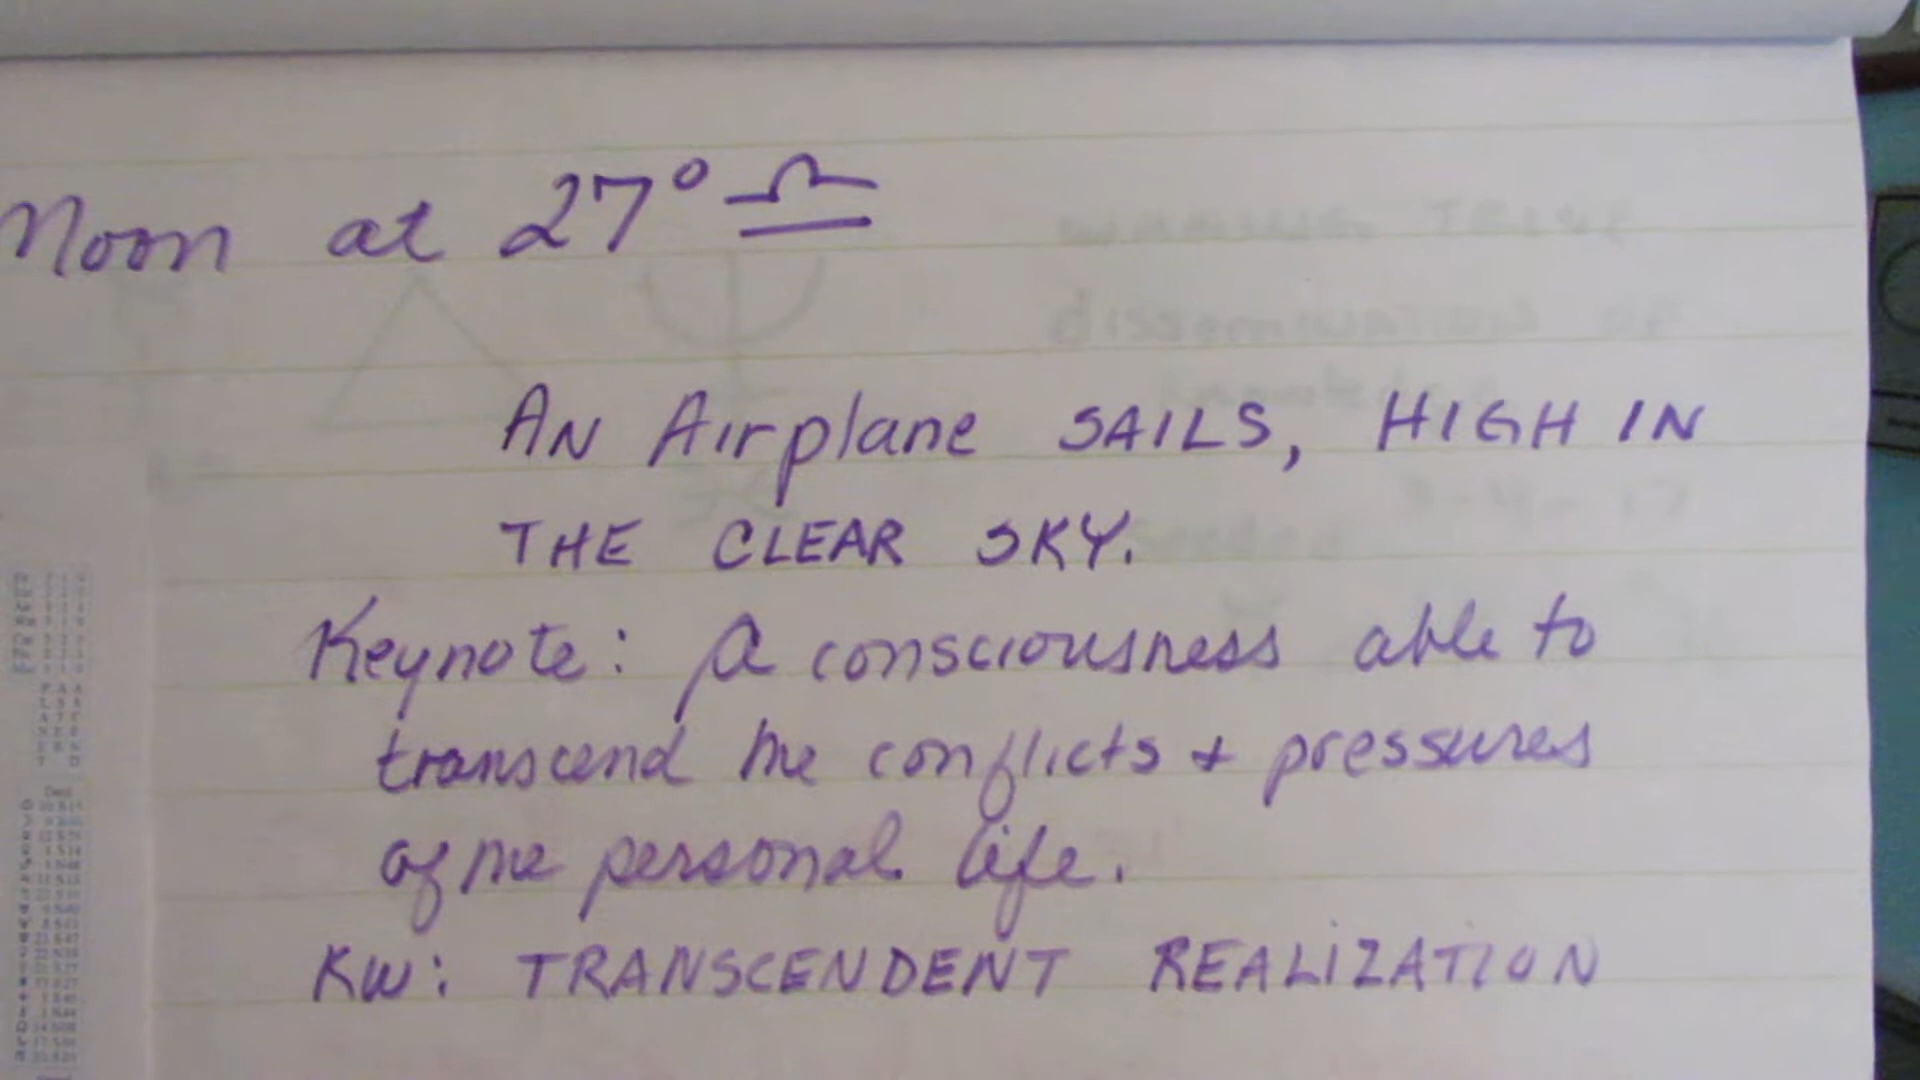 Moon at 27° ♎
An Airplane SAILS, HIGH IN
THE CLEAR SKY.
Keynote: A consciousness able to
transcend the conflicts + pressures
of the personal life.
KW: TRANSCENDENT REALIZATION